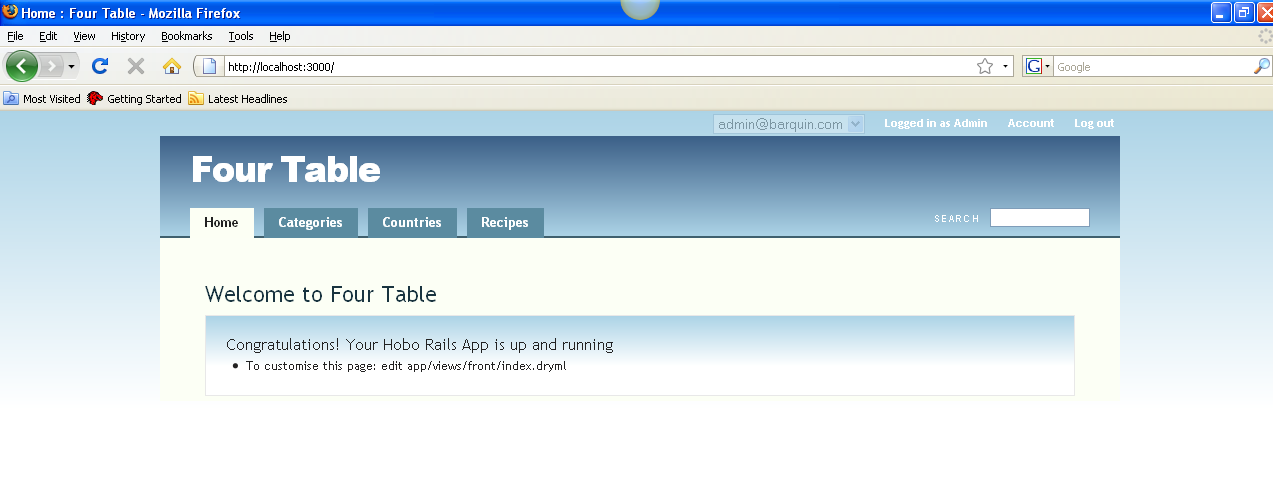 Home : Four Table - Mozilla Firefox
File Edit View History Bookmarks Tools Help
http://localhost:3000/ G Google
Most Visited Getting Started Latest Headlines
admin@barquin.com Logged in as Admin Account Log out
Four Table
Home Categories Countries Recipes SEARCH
Welcome to Four Table
Congratulations! Your Hobo Rails App is up and running
• To customise this page: edit app/views/front/index.dryml